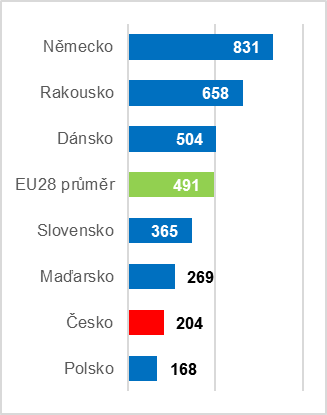 Německo 831
Rakousko 658
Dánsko 504
EU28 průměr 491
Slovensko 365
Maďarsko 269
Česko 204
Polsko 168